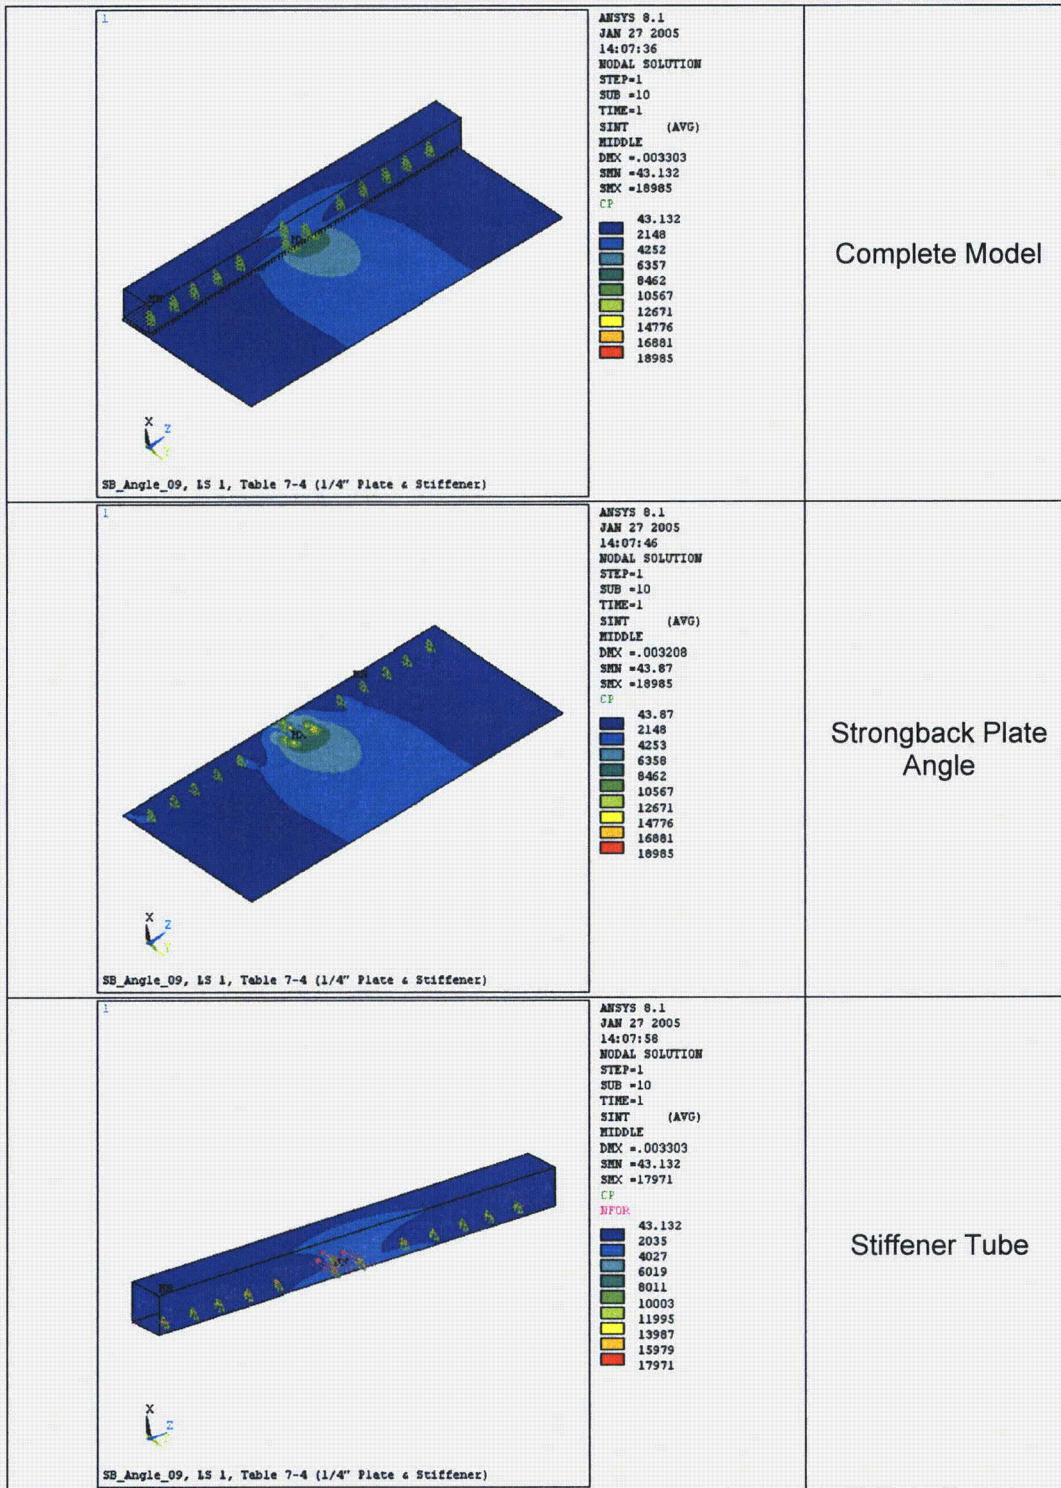 1
ANSYS 8.1
JAN 27 2005
14:07:36
NODAL SOLUTION
STEP=1
SUB =10
TIME=1
SINT (AVG)
MIDDLE
DMX =.003303
SMN =43.132
SMX =18985
CP
43.132
2148
4252
6357
8462
10567
12671
14776
16881
18985
MN
MX
X
Z
Y
SB_Angle_09, LS 1, Table 7-4 (1/4" Plate & Stiffener)
Complete Model
1
ANSYS 8.1
JAN 27 2005
14:07:46
NODAL SOLUTION
STEP=1
SUB =10
TIME=1
SINT (AVG)
MIDDLE
DMX =.003208
SMN =43.87
SMX =18985
CP
43.87
2148
4253
6358
8462
10567
12671
14776
16881
18985
MN
MX
X
Z
Y
SB_Angle_09, LS 1, Table 7-4 (1/4" Plate & Stiffener)
Strongback Plate
Angle
1
ANSYS 8.1
JAN 27 2005
14:07:58
NODAL SOLUTION
STEP=1
SUB =10
TIME=1
SINT (AVG)
MIDDLE
DMX =.003303
SMN =43.132
SMX =17971
CP
NFOR
43.132
2035
4027
6019
8011
10003
11995
13987
15979
17971
MN
MX
X
Z
SB_Angle_09, LS 1, Table 7-4 (1/4" Plate & Stiffener)
Stiffener Tube